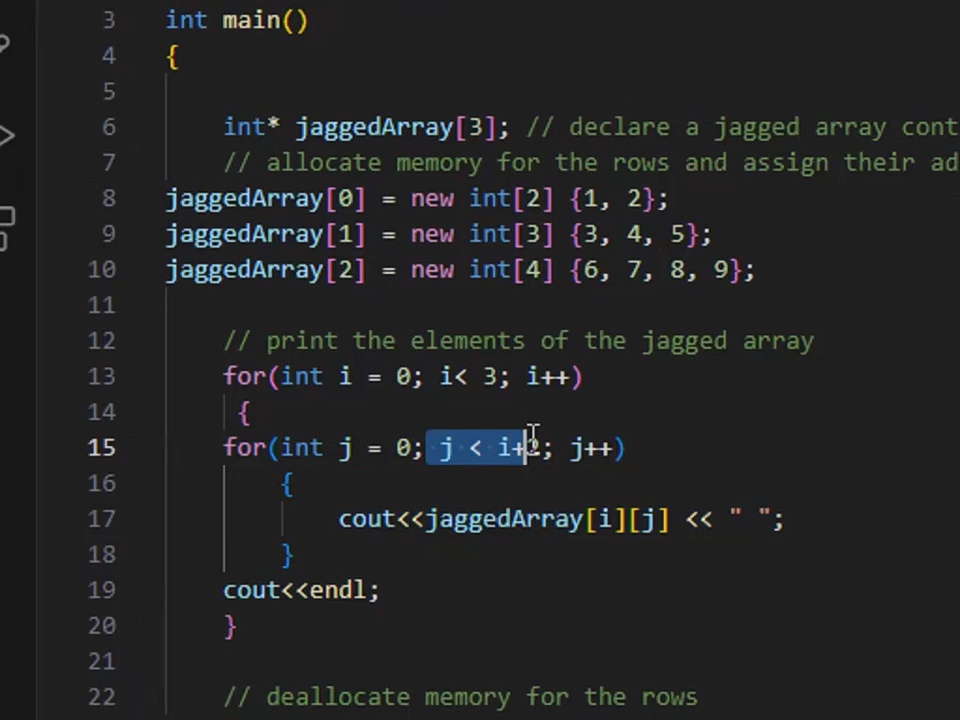 3 int main()
4 {
5
6 int* jaggedArray[3]; // declare a jagged array
7 // allocate memory for the rows and assign their
8 jaggedArray[0] = new int[2] {1, 2};
9 jaggedArray[1] = new int[3] {3, 4, 5};
10 jaggedArray[2] = new int[4] {6, 7, 8, 9};
11
12 // print the elements of the jagged array
13 for(int i = 0; i< 3; i++)
14 {
15 for(int j = 0; j < i+2; j++)
16 {
17 cout<<jaggedArray[i][j] << " ";
18 }
19 cout<<endl;
20 }
21
22 // deallocate memory for the rows